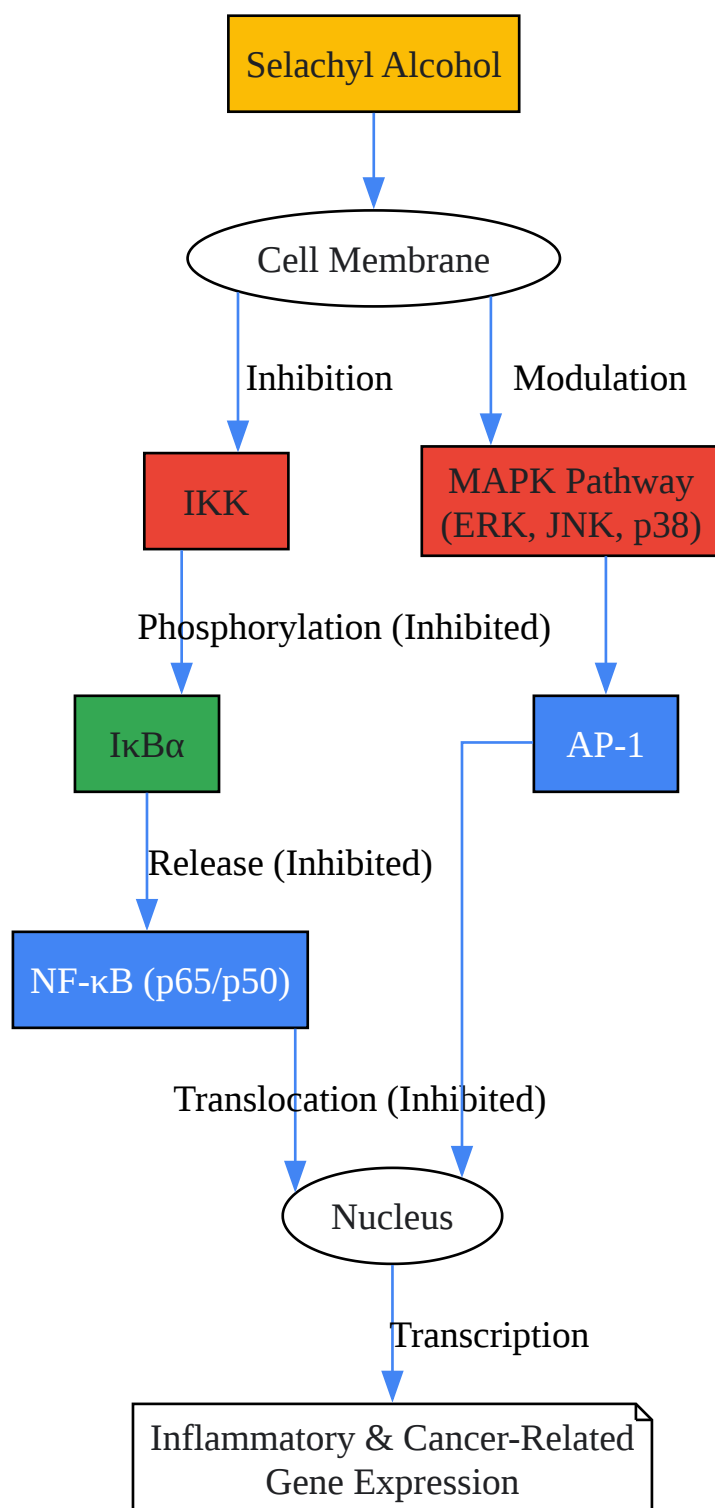 Selachyl Alcohol
Cell Membrane
Inhibition
Modulation
IKK
MAPK Pathway
(ERK, JNK, p38)
Phosphorylation (Inhibited)
IκBα
AP-1
Release (Inhibited)
NF-κB (p65/p50)
Translocation (Inhibited)
Nucleus
Transcription
Inflammatory & Cancer-Related
Gene Expression